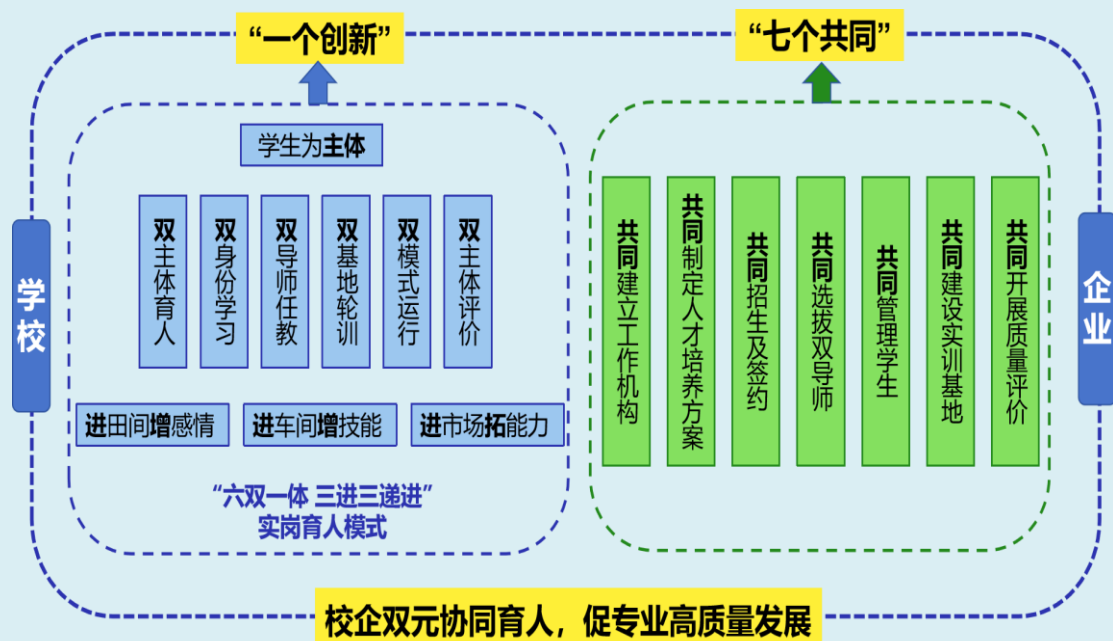 “一个创新”
“七个共同”
学生为主体
双主体育人
双身份学习
双导师任教
双基地轮训
双模式运行
双主体评价
进田间增感情
进车间增技能
进市场拓能力
“六双一体 三进三递进”
实岗育人模式
共同建立工作机构
共同制定人才培养方案
共同招生及签约
共同选拔双导师
共同管理学生
共同建设实训基地
共同开展质量评价
学校
企业
校企双元协同育人，促专业高质量发展